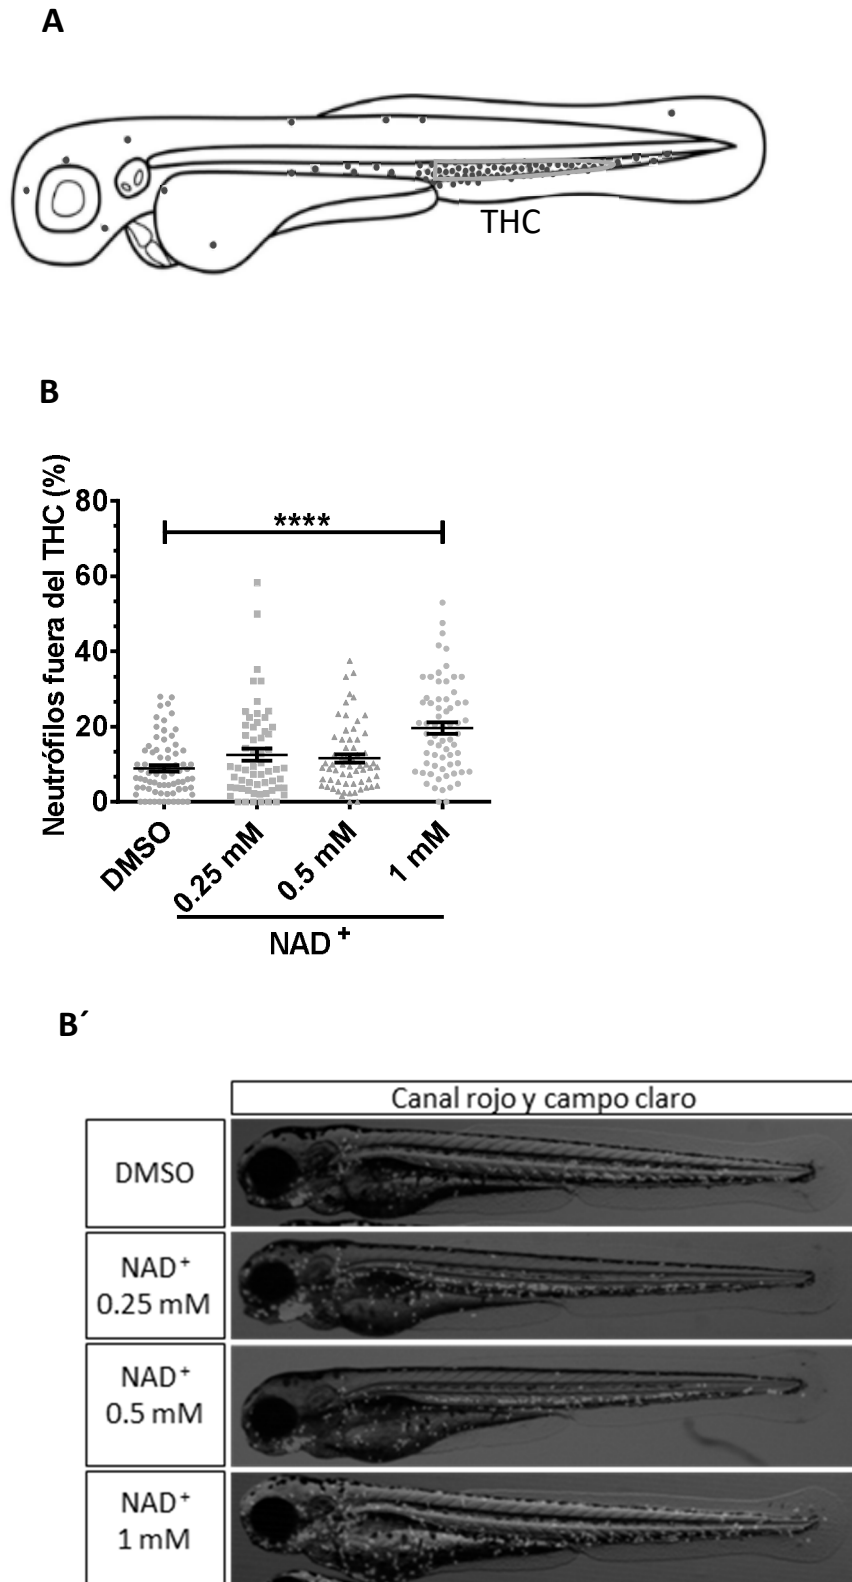 A
THC
B
Neutrófilos fuera del THC (%)
80
60
40
20
0
****
DMSO
0.25 mM
0.5 mM
1 mM
NAD⁺
B´
Canal rojo y campo claro
DMSO
NAD⁺
0.25 mM
NAD⁺
0.5 mM
NAD⁺
1 mM